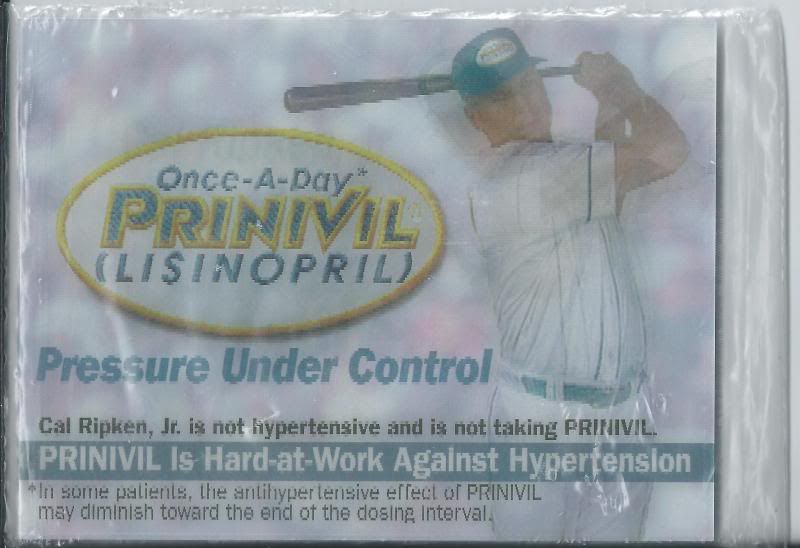 Once-A-Day*
PRINIVIL
(LISINOPRIL)
Pressure Under Control
Cal Ripken, Jr. is not hypertensive and is not taking PRINIVIL.
PRINIVIL Is Hard-at-Work Against Hypertension
*In some patients, the antihypertensive effect of PRINIVIL
may diminish toward the end of the dosing interval.